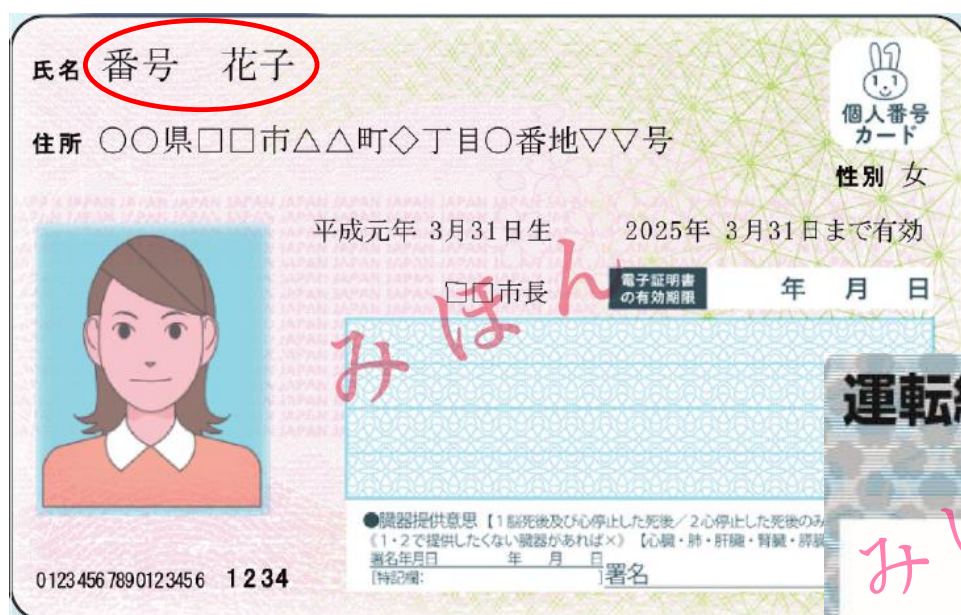 氏名 番号 花子
個人番号
カード
住所 ○○県□□市△△町◇丁目○番地▽▽号
性別 女
平成元年 3月31日生 2025年 3月31日まで有効
□□市長 電子証明書
の有効期限 年 月 日
みほん
運転
●臓器提供意思【1脳死後及び心停止した死後／2心停止した死後のみ
《1・2で提供したくない臓器があれば×》【心臓・肺・肝臓・腎臓・膵臓
署名年月日 年 月 日
[特記欄: ]署名
みほ
01234567890123456 1234